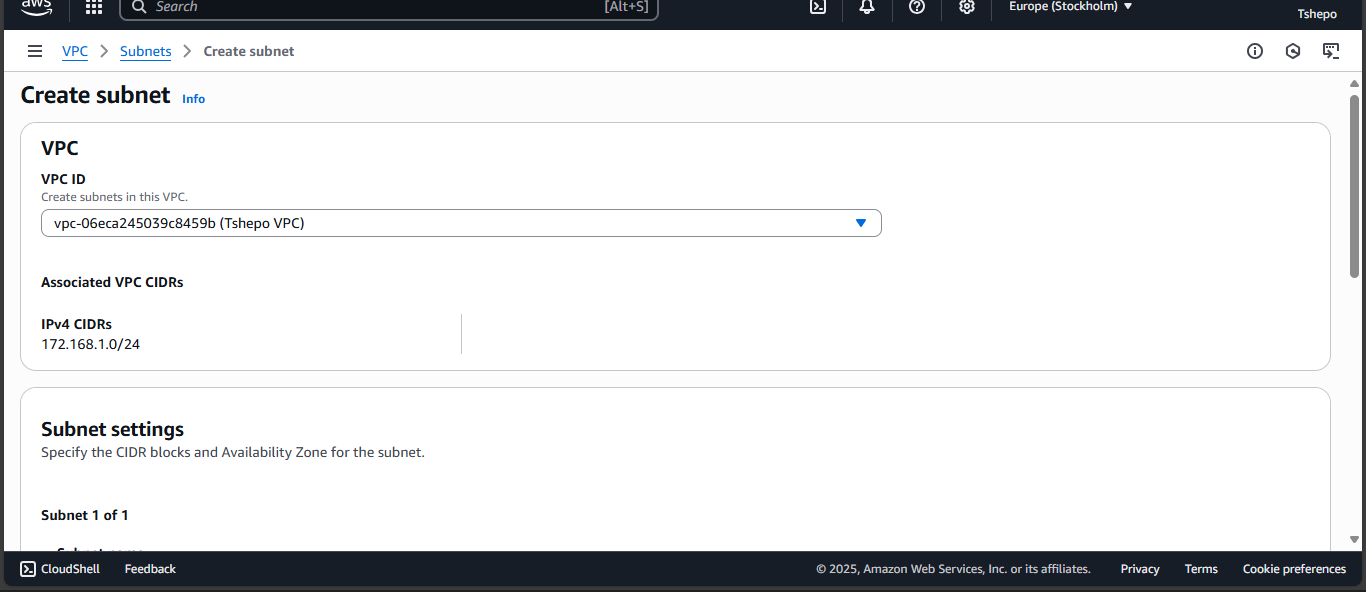 aws
Search [Alt+S] Europe (Stockholm) Tshepo
VPC Subnets Create subnet
Create subnet Info
VPC
VPC ID
Create subnets in this VPC.
vpc-06eca245039c8459b (Tshepo VPC)
Associated VPC CIDRs
IPv4 CIDRs
172.168.1.0/24
Subnet settings
Specify the CIDR blocks and Availability Zone for the subnet.
Subnet 1 of 1
CloudShell Feedback © 2025, Amazon Web Services, Inc. or its affiliates. Privacy Terms Cookie preferences